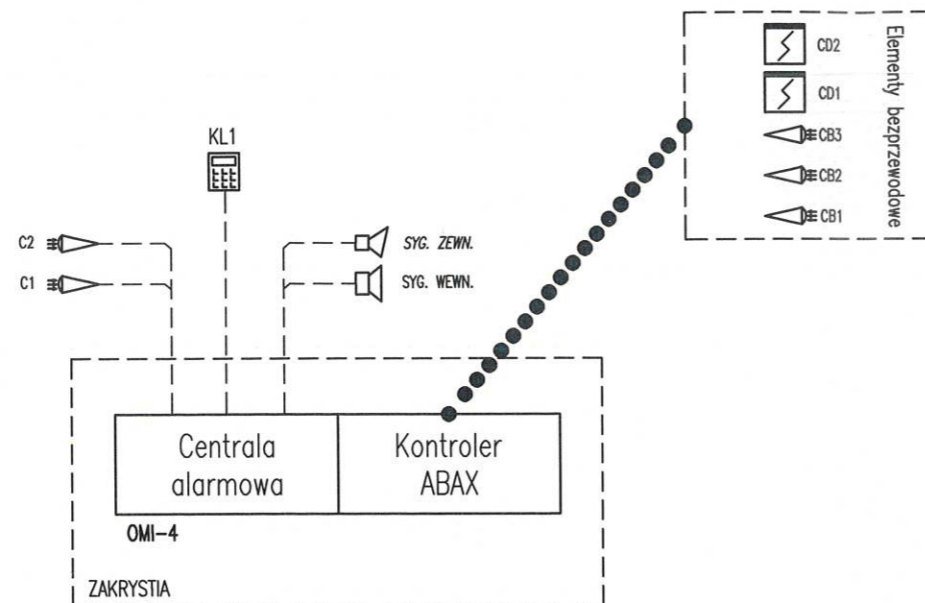 CD2
CD1
CB3
CB2
CB1
Elementy bezprzewodowe
KL1
C2
C1
SYG. ZEWN.
SYG. WEWN.
Centrala
alarmowa
Kontroler
ABAX
OMI-4
ZAKRYSTIA